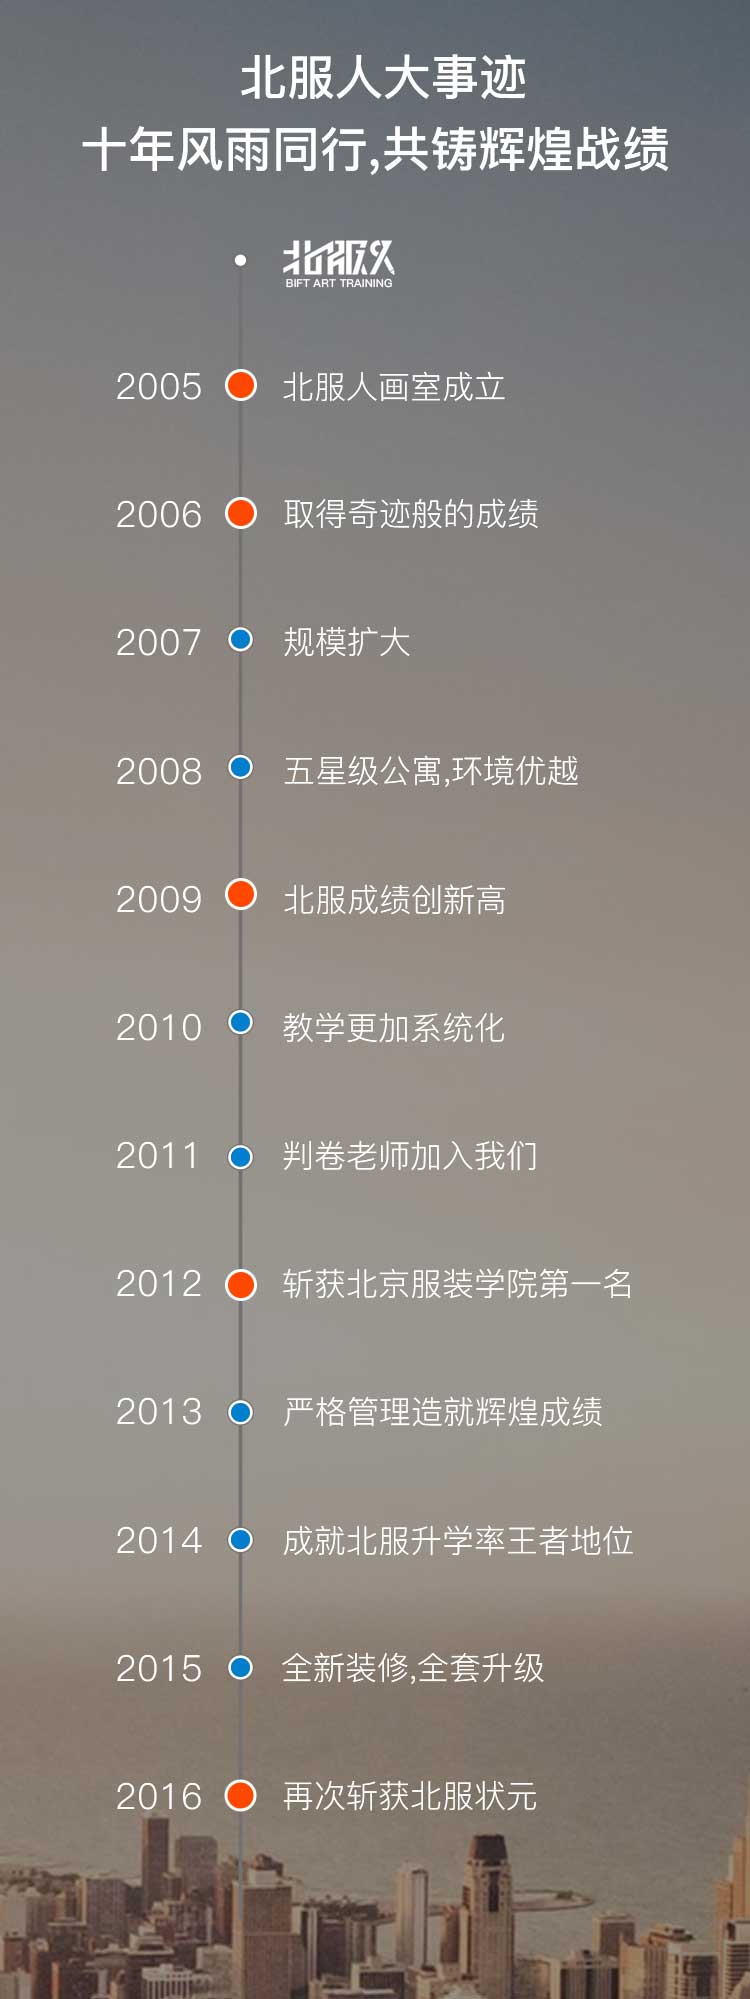 北服人大事迹
十年风雨同行,共铸辉煌战绩
北服人
BIFT ART TRAINING
2005 北服人画室成立
2006 取得奇迹般的成绩
2007 规模扩大
2008 五星级公寓,环境优越
2009 北服成绩创新高
2010 教学更加系统化
2011 判卷老师加入我们
2012 斩获北京服装学院第一名
2013 严格管理造就辉煌成绩
2014 成就北服升学率王者地位
2015 全新装修,全套升级
2016 再次斩获北服状元